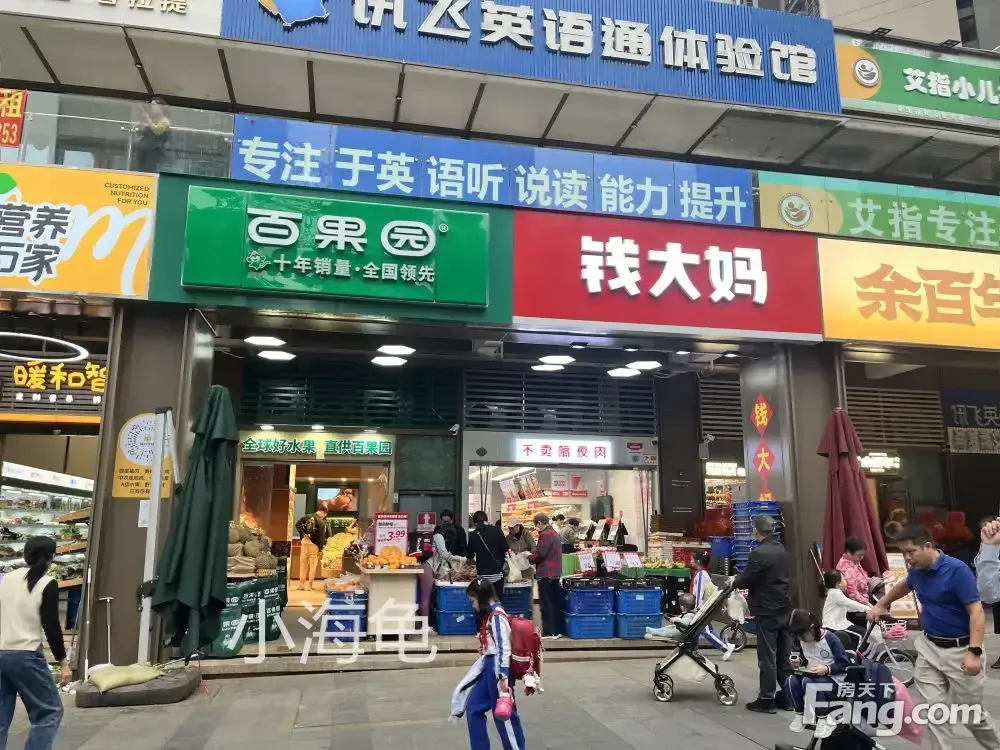 讯飞英语通体验馆
艾指小儿
租
253
专注于英语听说读能力提升
艾指专注
CUSTOMIZED
NUTRITION
FOR YOU
营养
百果园®
十年销量·全国领先
钱大妈
余百年
暖和智
全球好水果 直供百果园
不卖隔夜肉
3.99
钱大
小海龟
房天下
Fang.com